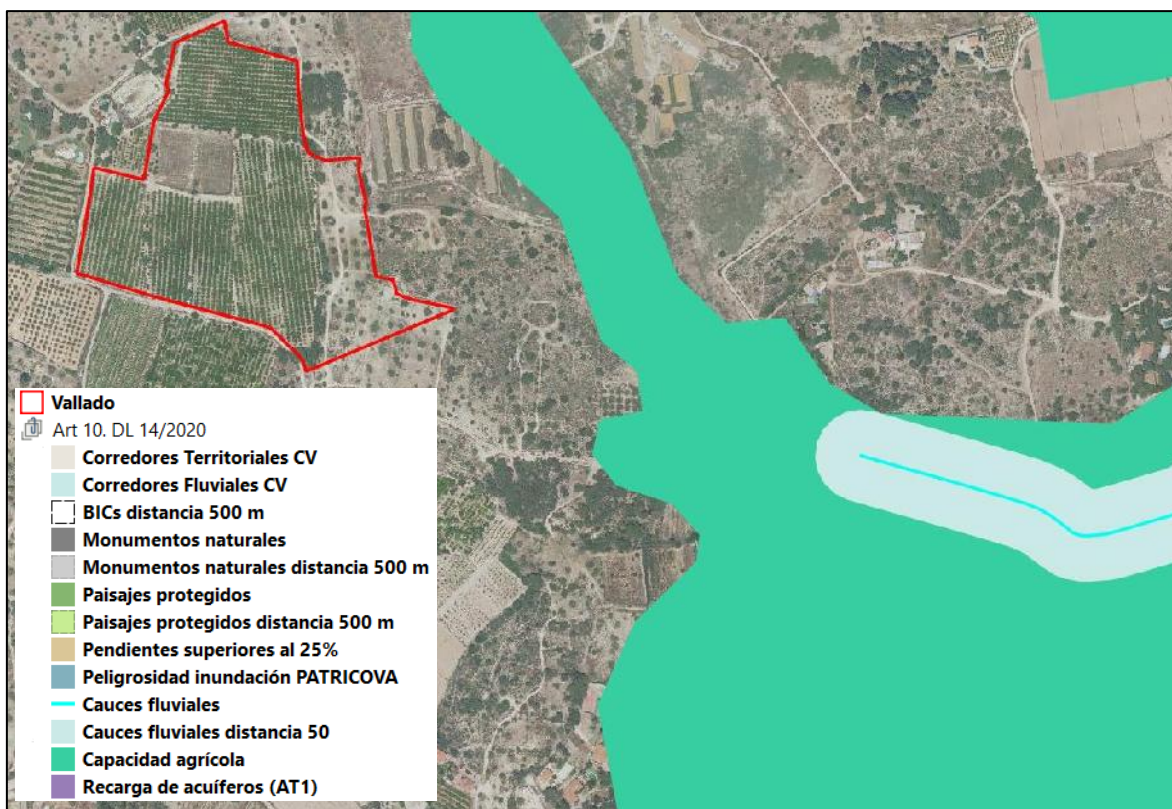 Vallado
Art 10. DL 14/2020
Corredores Territoriales CV
Corredores Fluviales CV
BICs distancia 500 m
Monumentos naturales
Monumentos naturales distancia 500 m
Paisajes protegidos
Paisajes protegidos distancia 500 m
Pendientes superiores al 25%
Peligrosidad inundación PATRICOVA
Cauces fluviales
Cauces fluviales distancia 50
Capacidad agrícola
Recarga de acuíferos (AT1)